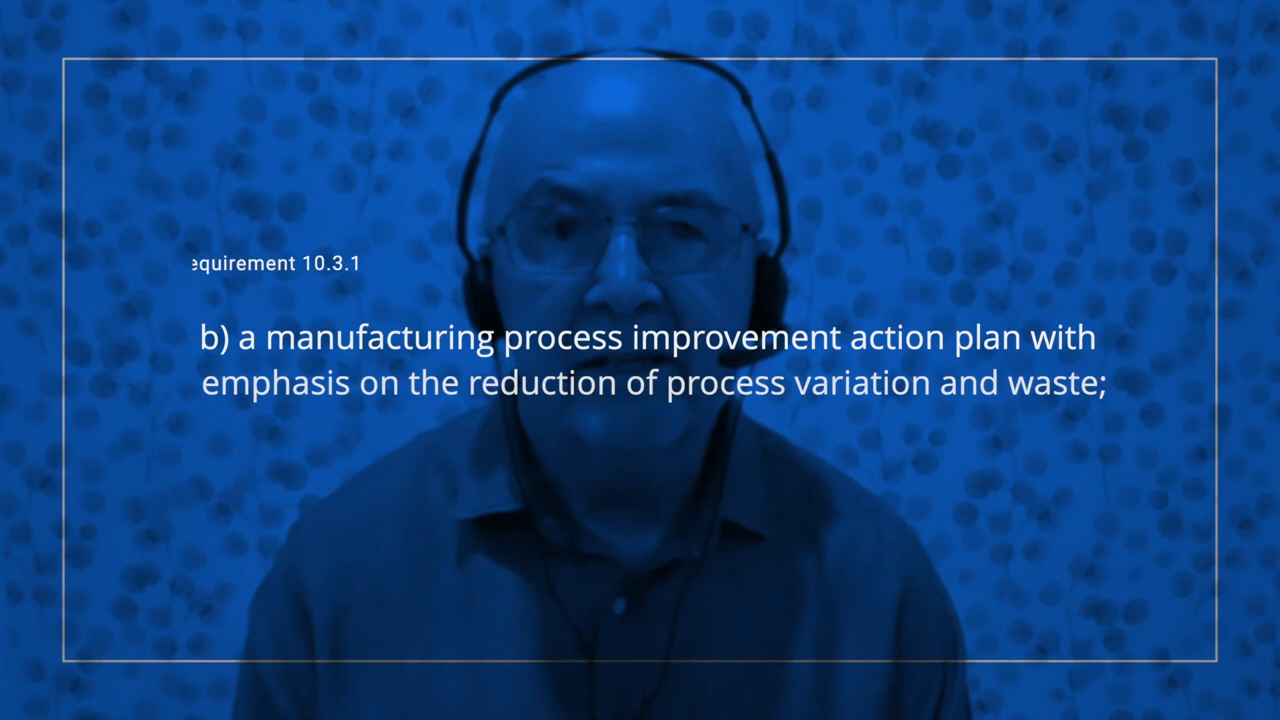 equirement 10.3.1
b) a manufacturing process improvement action plan with
emphasis on the reduction of process variation and waste;